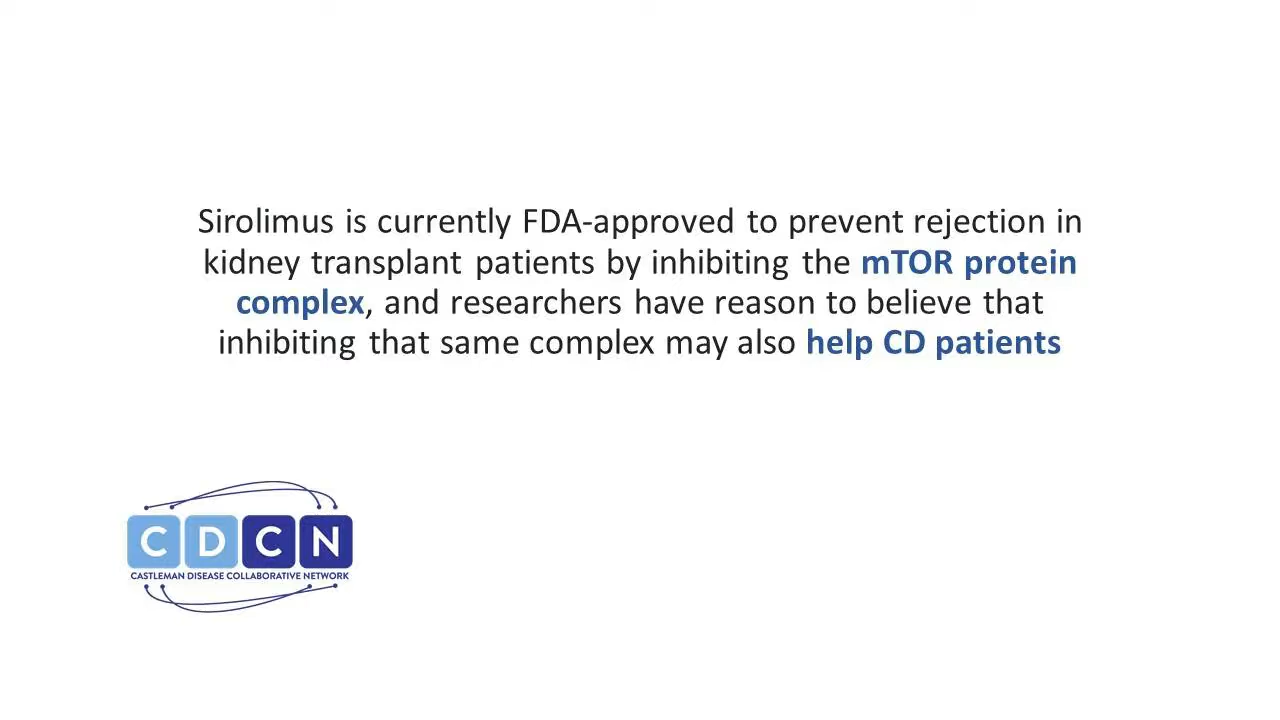 Sirolimus is currently FDA-approved to prevent rejection in
kidney transplant patients by inhibiting the mTOR protein
complex, and researchers have reason to believe that
inhibiting that same complex may also help CD patients
CDCN
CASTLEMAN DISEASE COLLABORATIVE NETWORK